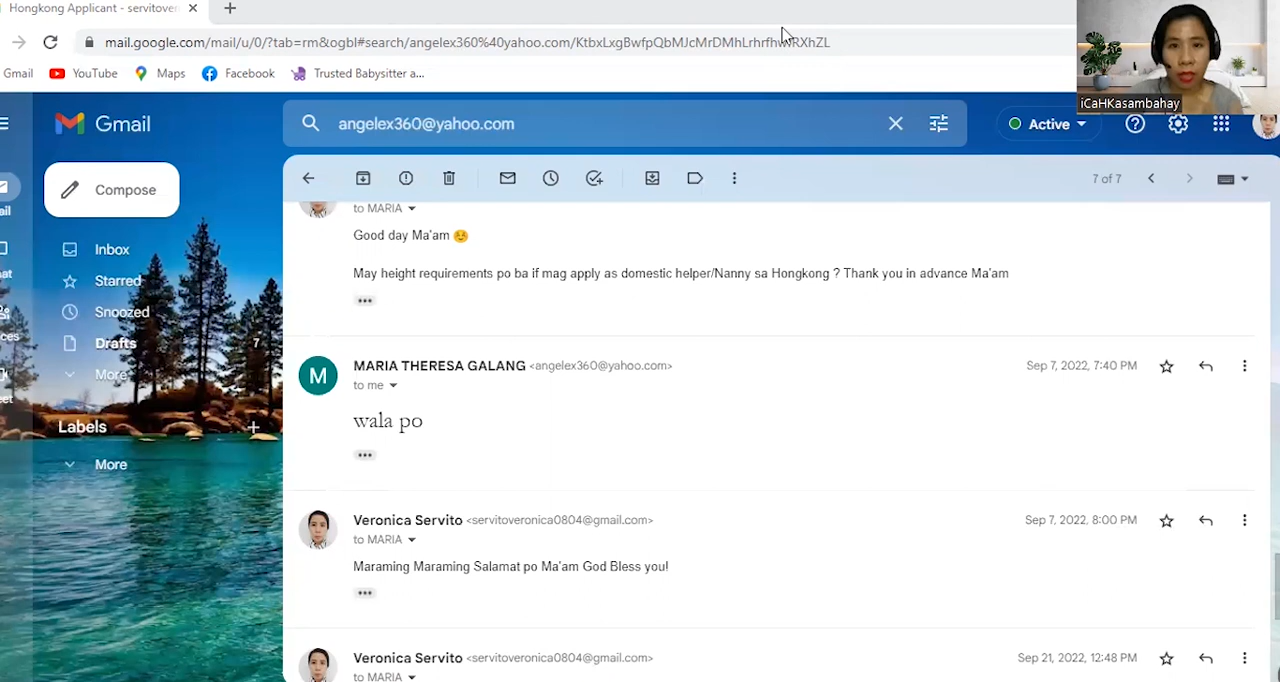 Hongkong Applicant - servitover
mail.google.com/mail/u/0/?tab=rm&ogbl#search/angelex360%40yahoo.com/
Gmail
YouTube
Maps
Facebook
Trusted Babysitter a...
iCaHKasambahay
Gmail
angelex360@yahoo.com
Active
Compose
7 of 7
Inbox
Starred
Snoozed
Drafts
7
More
Labels
More
to MARIA
Good day Ma'am ☺️
May height requirements po ba if mag apply as domestic helper/Nanny sa Hongkong ? Thank you in advance Ma'am
MARIA THERESA GALANG <angelex360@yahoo.com>
Sep 7, 2022, 7:40 PM
to me
M
wala po
Veronica Servito <servitoveronica0804@gmail.com>
Sep 7, 2022, 8:00 PM
to MARIA
Maraming Maraming Salamat po Ma'am God Bless you!
Veronica Servito <servitoveronica0804@gmail.com>
Sep 21, 2022, 12:48 PM
to MARIA